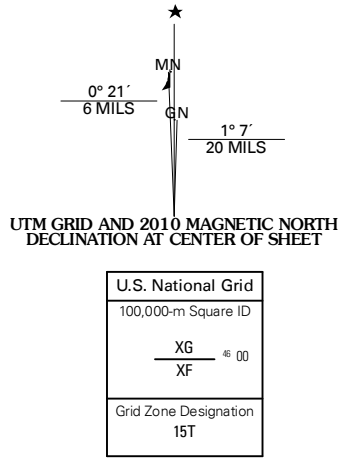 ★
MN
0° 21´
6 MILS
GN
1° 7´
20 MILS
UTM GRID AND 2010 MAGNETIC NORTH
DECLINATION AT CENTER OF SHEET
U.S. National Grid
100,000-m Square ID
XG
46 00
XF
Grid Zone Designation
15T